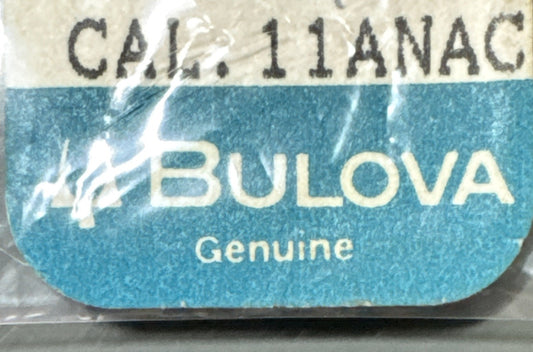 CAL. 11ANAC
BULOVA
Genuine